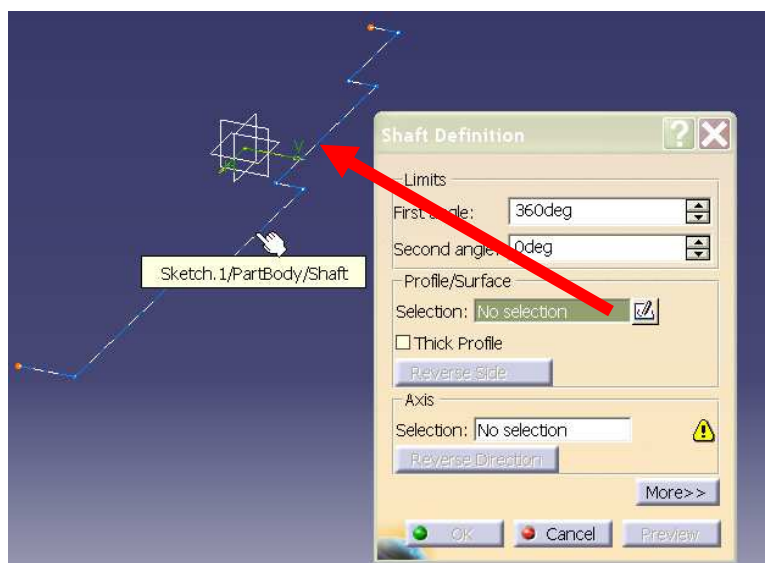 Shaft Definition
Limits
First angle: 360deg
Second angle: 0deg
Profile/Surface
Selection: No selection
Thick Profile
Reverse Side
Axis
Selection: No selection
Reverse Direction
More>>
OK Cancel Preview
V
Sketch.1/PartBody/Shaft